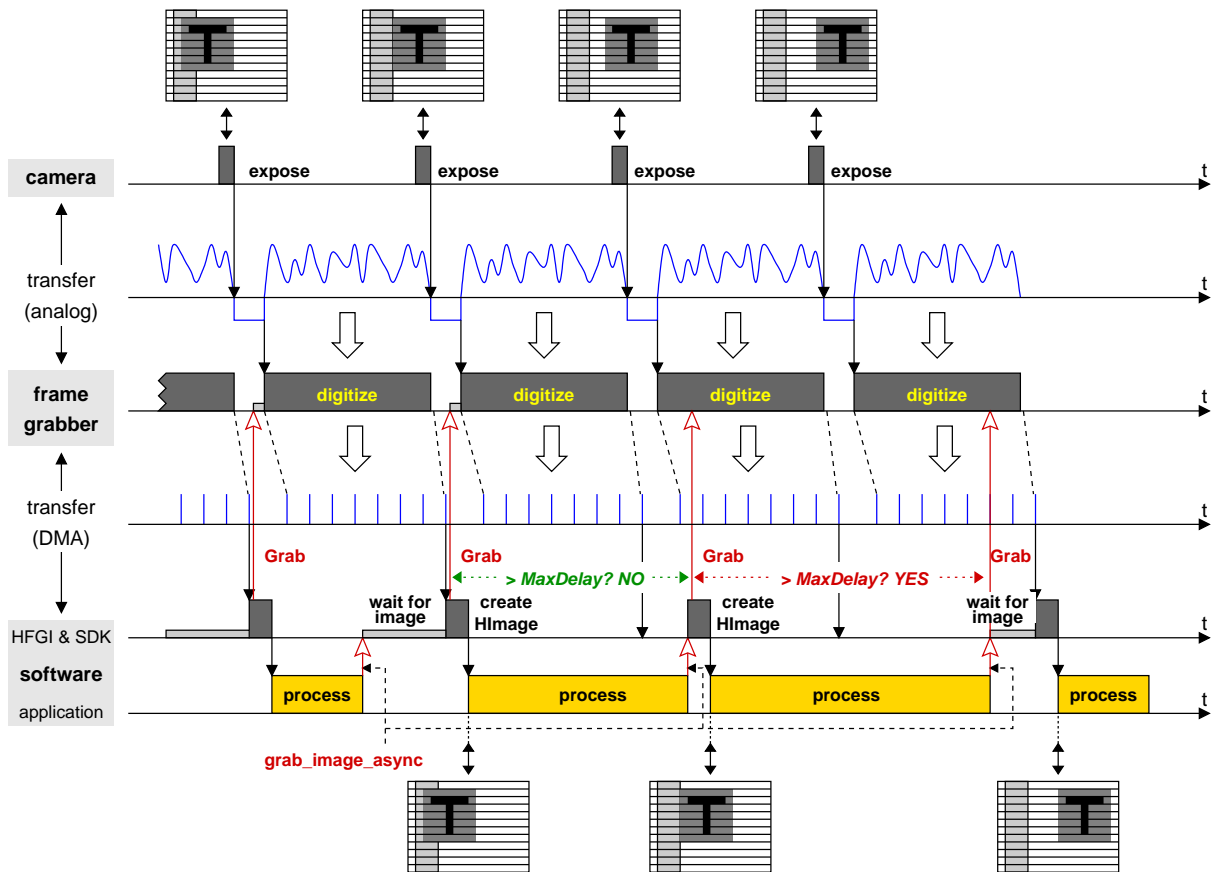 T T T T
expose expose expose expose
camera
t
transfer
(analog)
t
frame
grabber
digitize digitize digitize digitize
t
transfer
(DMA)
t
Grab Grab Grab Grab
> MaxDelay? NO > MaxDelay? YES
wait for
image
create
HImage
create
HImage
wait for
image
HFGI & SDK
t
software
application
process process process process
t
grab_image_async
T T T